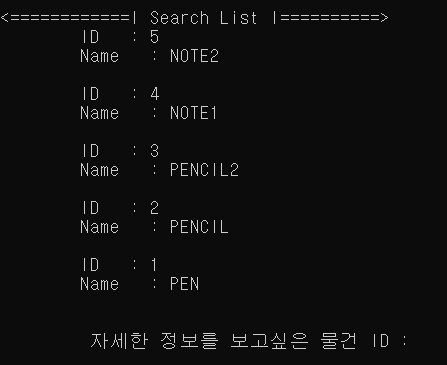 <============| Search List |==========>
ID : 5
Name : NOTE2
ID : 4
Name : NOTE1
ID : 3
Name : PENCIL2
ID : 2
Name : PENCIL
ID : 1
Name : PEN
자세한 정보를 보고싶은 물건 ID :